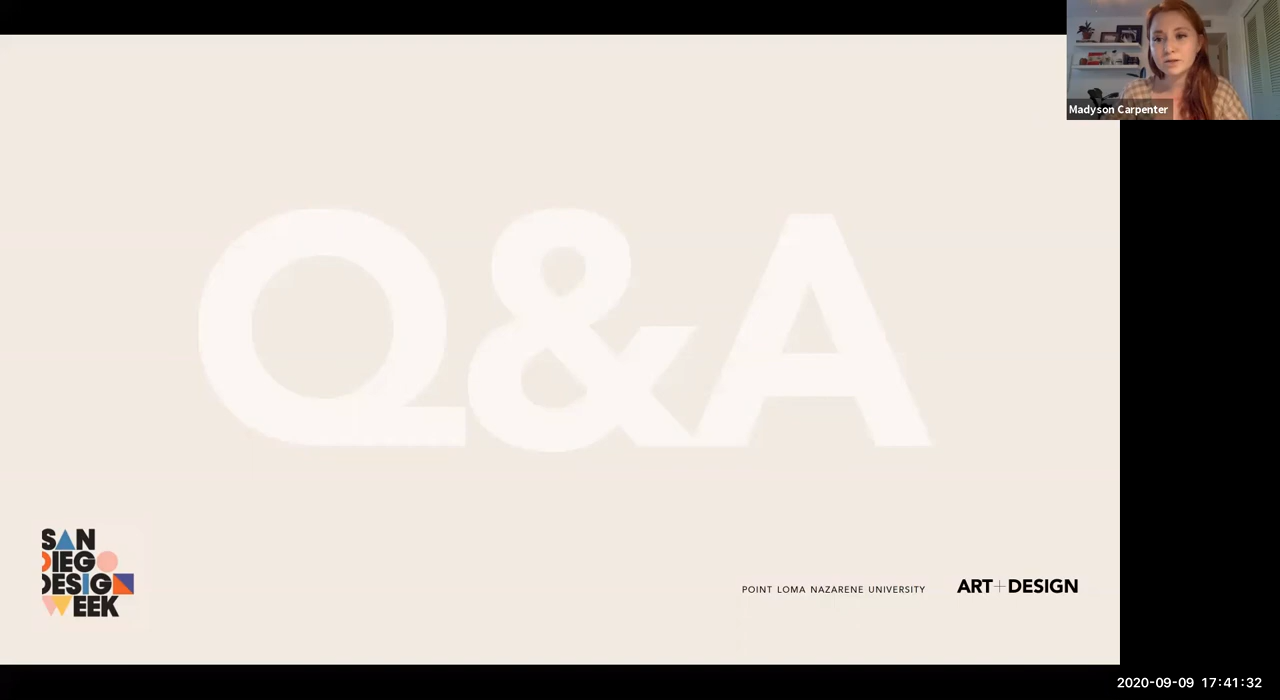 Madyson Carpenter
Q&A
SAN
DIEGO
DESIGN
WEEK
POINT LOMA NAZARENE UNIVERSITY
ART+DESIGN
2020-09-09 17:41:32